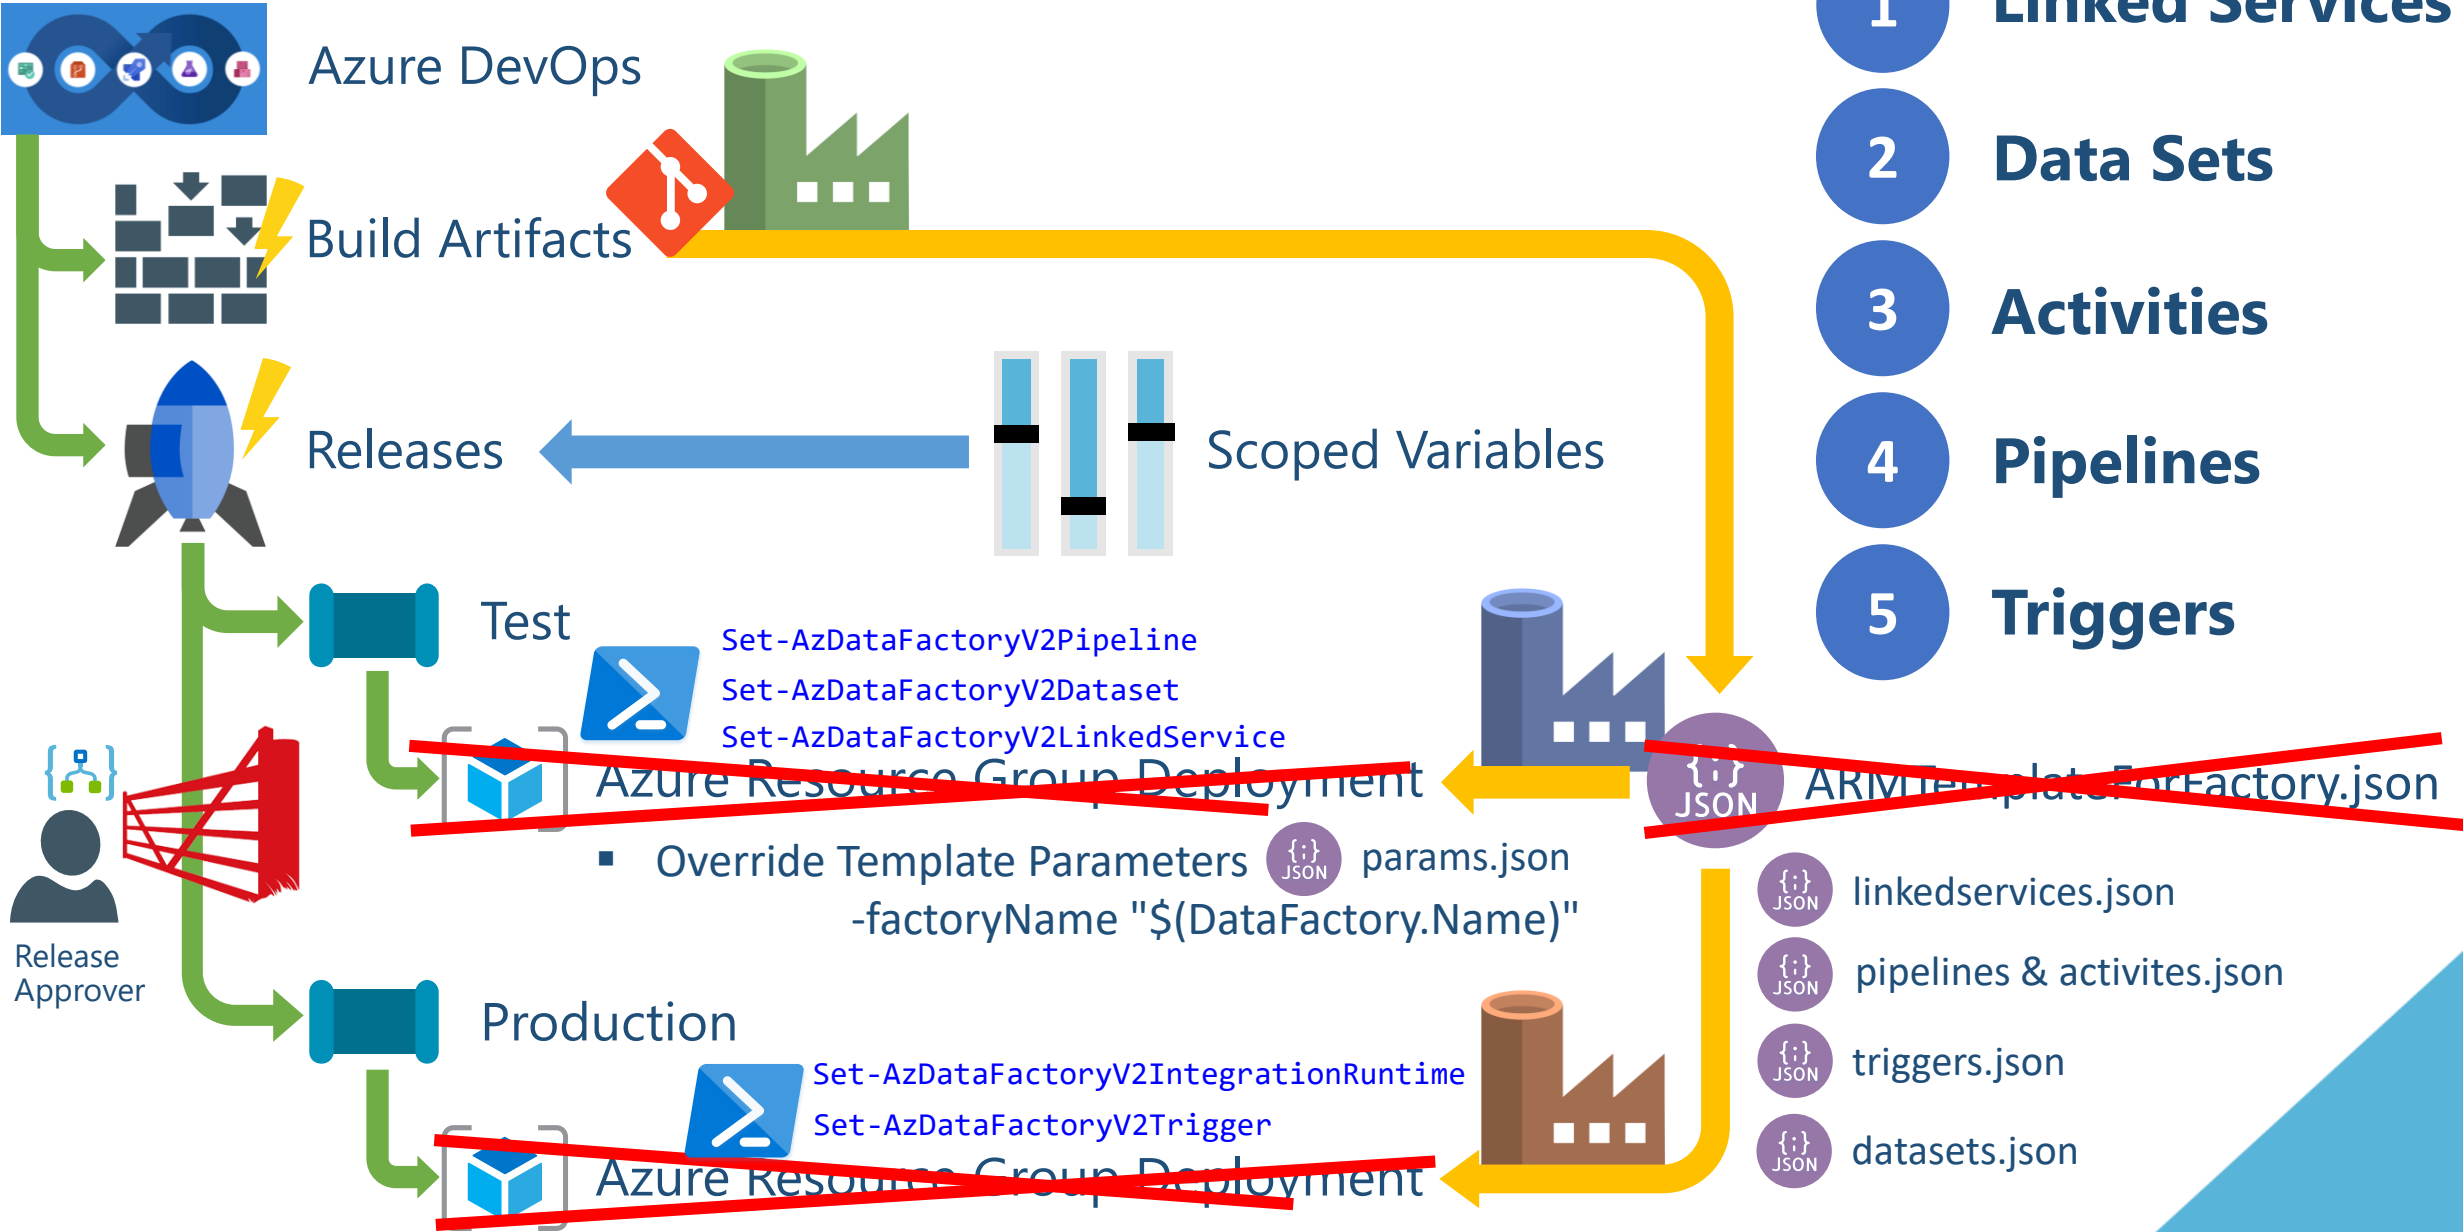 Azure DevOps
1 Linked Services
2 Data Sets
Build Artifacts
3 Activities
Releases
Scoped Variables
4 Pipelines
5 Triggers
Test
Set-AzDataFactoryV2Pipeline
Set-AzDataFactoryV2Dataset
Set-AzDataFactoryV2LinkedService
Azure Resource Group Deployment
{;}
JSON
ARMTemplateForFactory.json
▪ Override Template Parameters
{;}
JSON
params.json
-factoryName "$(DataFactory.Name)"
{;}
JSON
linkedservices.json
Release
Approver
{;}
JSON
pipelines & activites.json
Production
{;}
JSON
triggers.json
Set-AzDataFactoryV2IntegrationRuntime
Set-AzDataFactoryV2Trigger
{;}
JSON
datasets.json
Azure Resource Group Deployment